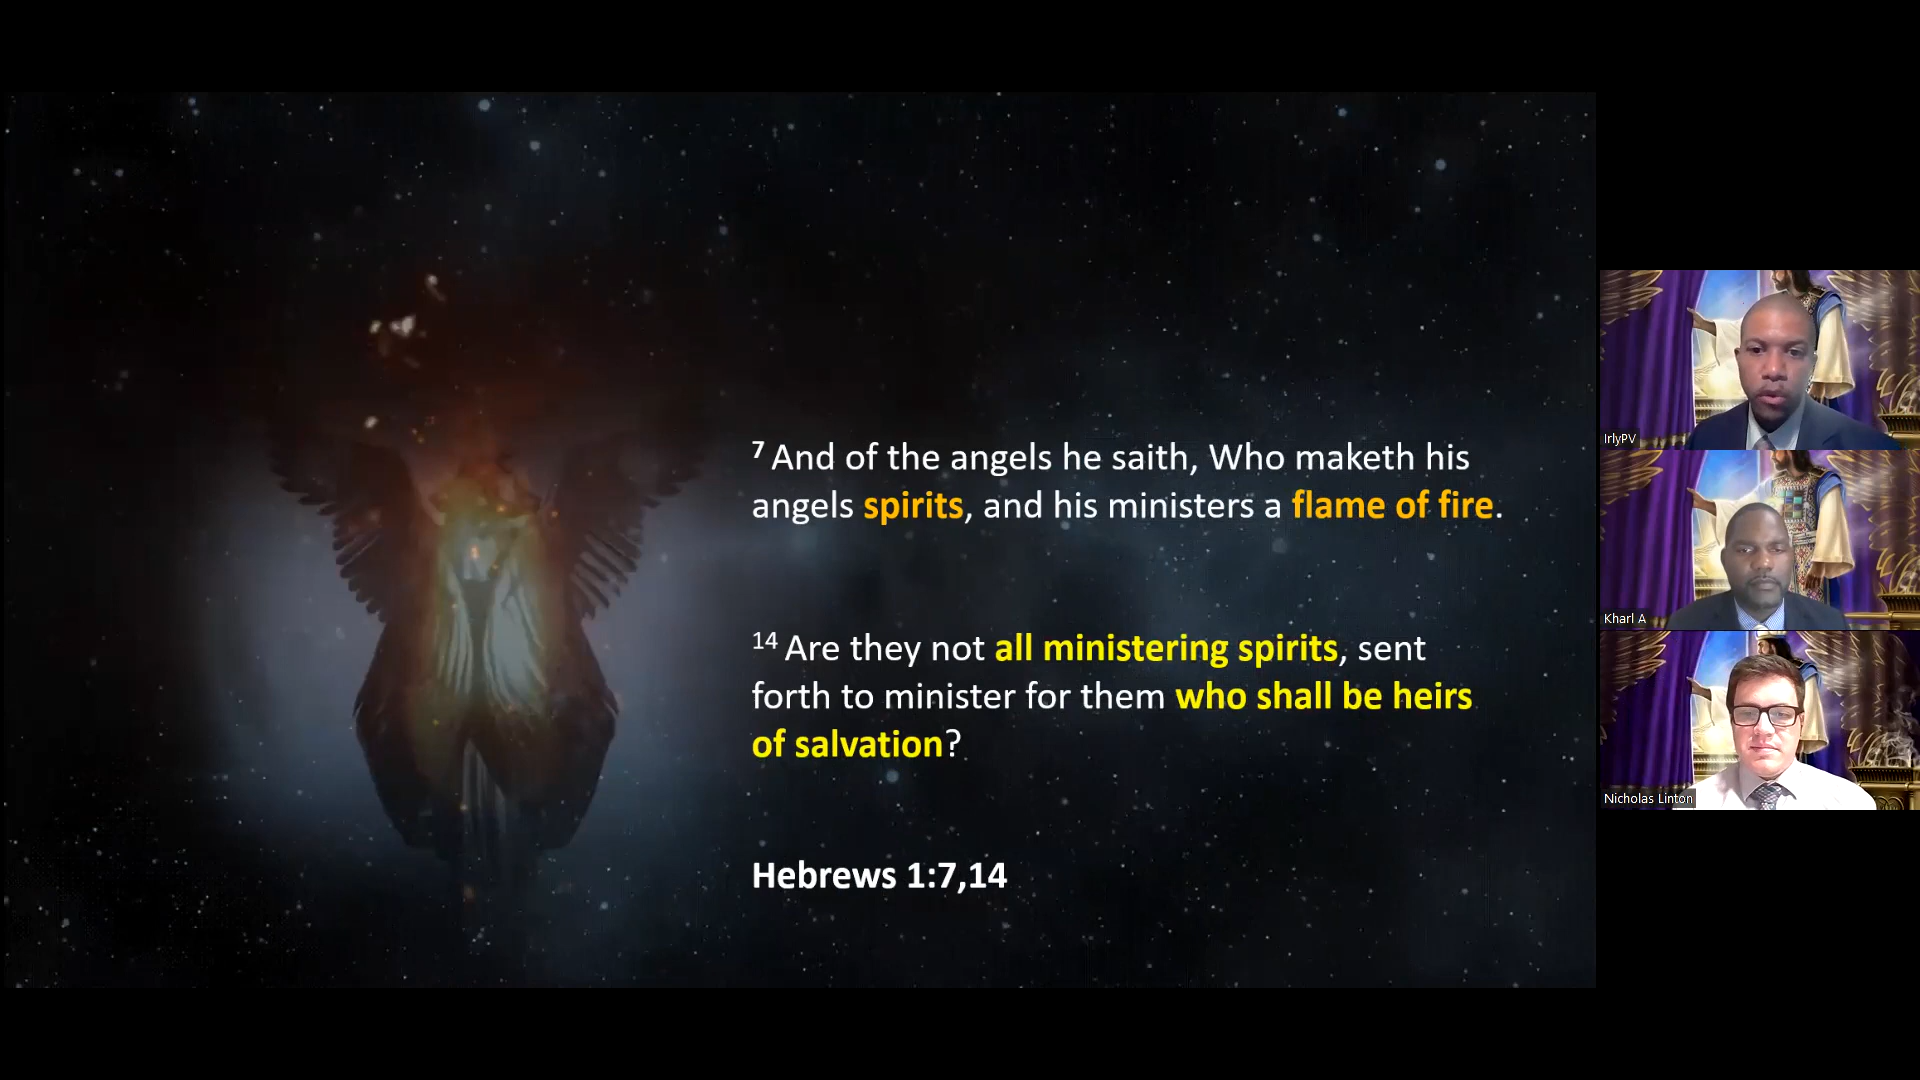 7 And of the angels he saith, Who maketh his
angels spirits, and his ministers a flame of fire.
14 Are they not all ministering spirits, sent
forth to minister for them who shall be heirs
of salvation?
Hebrews 1:7,14
IrlyPV
Kharl A
Nicholas Linton